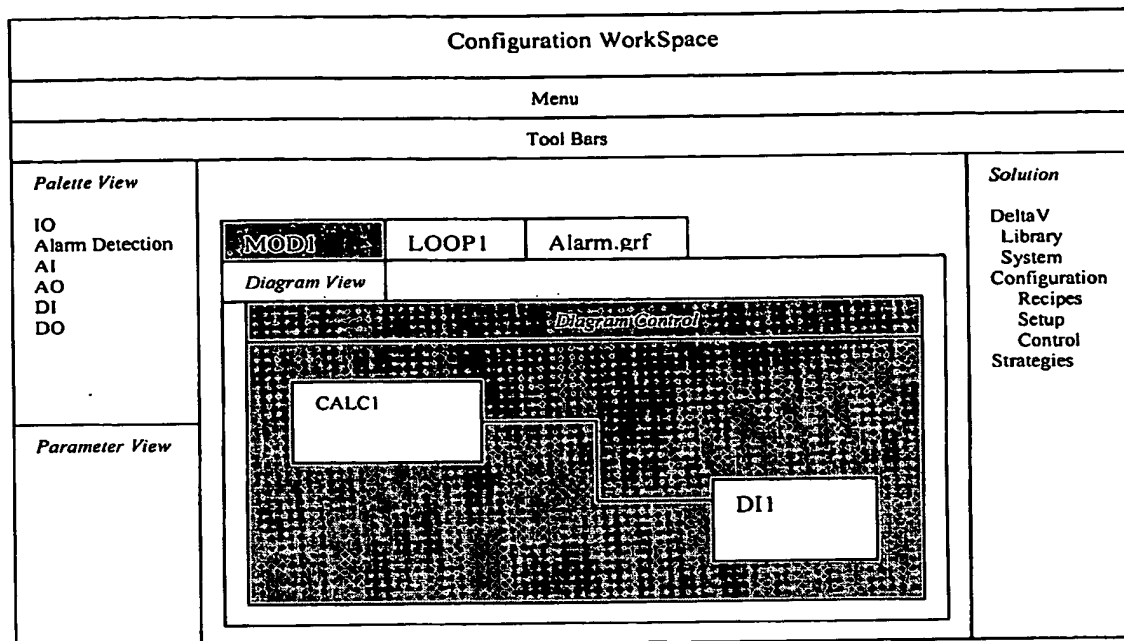 Configuration WorkSpace
Menu
Tool Bars
Palette View
IO
Alarm Detection
AI
AO
DI
DO
Parameter View
MOD1
LOOP1
Alarm.grf
Diagram View
Diagram Control
CALC1
DI1
Solution
DeltaV
Library
System
Configuration
Recipes
Setup
Control
Strategies